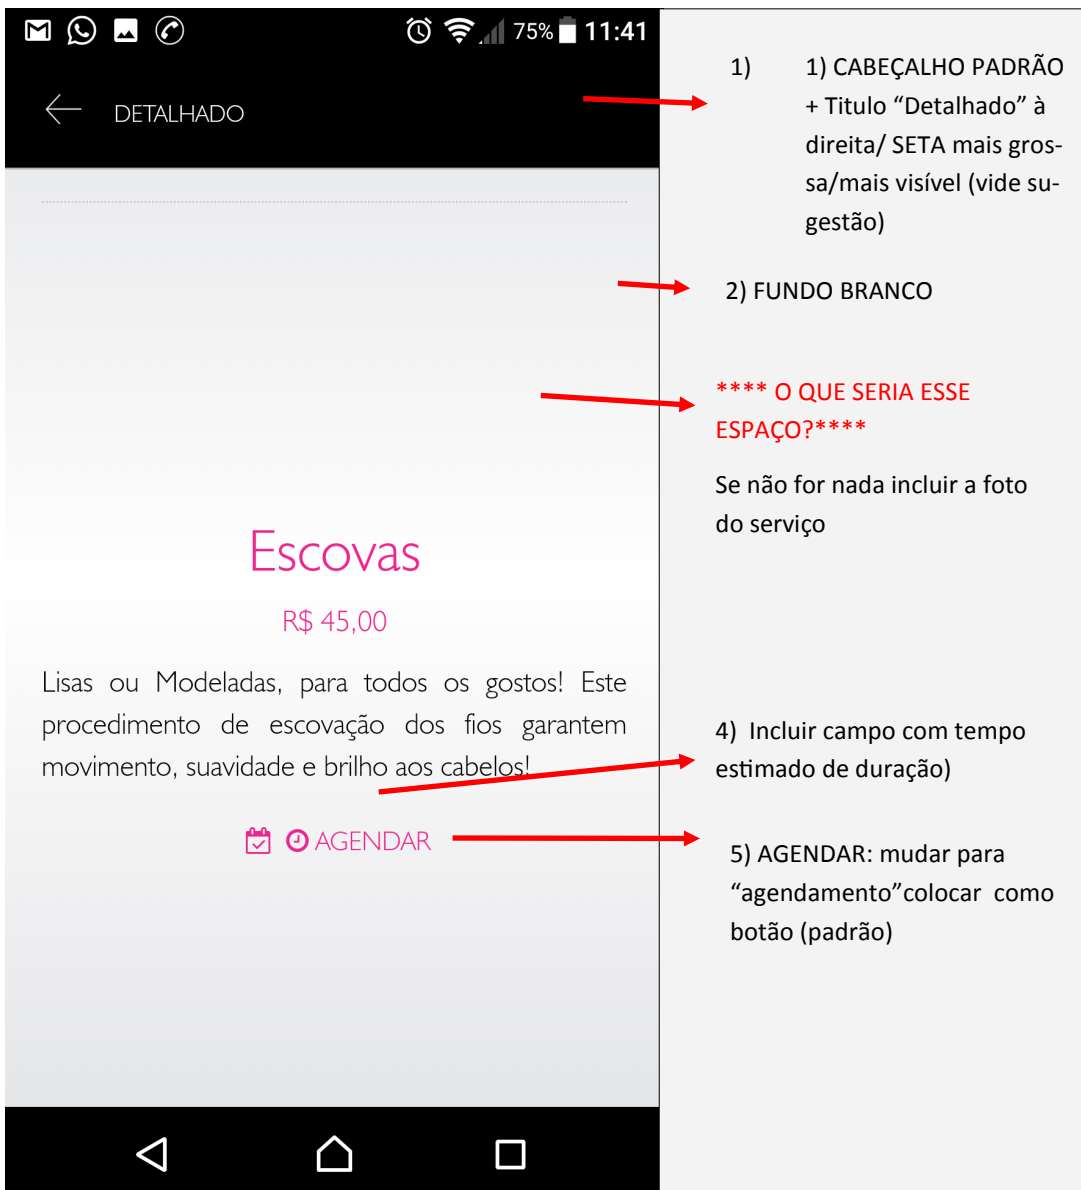 75% 11:41
DETALHADO
Escovas
R$ 45,00
Lisas ou Modeladas, para todos os gostos! Este
procedimento de escovação dos fios garantem
movimento, suavidade e brilho aos cabelos!
AGENDAR
1) 1) CABEÇALHO PADRÃO
+ Titulo “Detalhado” à
direita/ SETA mais gros-
sa/mais visível (vide su-
gestão)
2) FUNDO BRANCO
**** O QUE SERIA ESSE
ESPAÇO?****
Se não for nada incluir a foto
do serviço
4) Incluir campo com tempo
estimado de duração)
5) AGENDAR: mudar para
“agendamento”colocar como
botão (padrão)